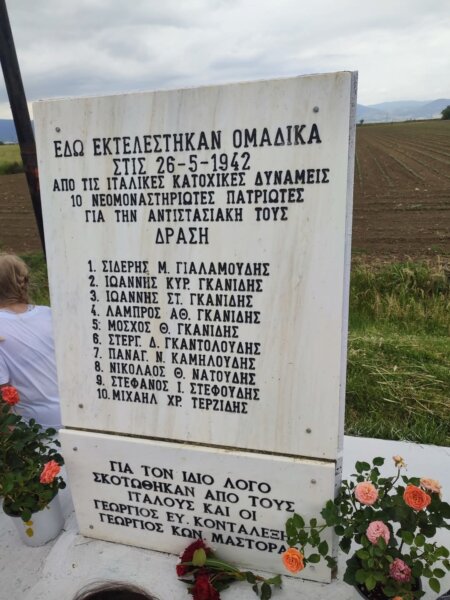 ΕΔΩ ΕΚΤΕΛΕΣΤΗΚΑΝ ΟΜΑΔΙΚΑ
ΣΤΙΣ 26-5-1942
ΑΠΟ ΤΙΣ ΙΤΑΛΙΚΕΣ ΚΑΤΟΧΙΚΕΣ ΔΥΝΑΜΕΙΣ
10 ΝΕΟΜΟΝΑΣΤΗΡΙΩΤΕΣ ΠΑΤΡΙΩΤΕΣ
ΓΙΑ ΤΗΝ ΑΝΤΙΣΤΑΣΙΑΚΗ ΤΟΥΣ
ΔΡΑΣΗ
1. ΣΙΔΕΡΗΣ Μ. ΓΙΑΛΑΜΟΥΔΗΣ
2 ΙΩΑΝΝΗΣ ΚΥΡ. ΓΚΑΝΙΔΗΣ
3 ΙΩΑΝΝΗΣ ΣΤ. ΓΚΑΝΙΔΗΣ
4. ΛΑΜΠΡΟΣ ΑΘ. ΓΚΑΝΙΔΗΣ
5. ΜΟΣΧΟΣ Θ. ΓΚΑΝΙΔΗΣ
6 ΣΤΕΡΓ. Δ. ΓΚΑΝΤΟΛΟΥΔΗΣ
7 ΠΑΝΑΓ. Ν. ΚΑΜΗΛΟΥΔΗΣ
8 ΝΙΚΟΛΑΟΣ Θ. ΝΑΤΟΥΔΗΣ
9 ΣΤΕΦΑΝΟΣ Ι. ΣΤΕΦΟΥΔΗΣ
10. ΜΙΧΑΗΛ ΧΡ. ΤΕΡΖΙΔΗΣ
ΓΙΑ ΤΟΝ ΙΔΙΟ ΛΟΓΟ
ΣΚΟΤΩΘΗΚΑΝ ΑΠΟ ΤΟΥΣ
ΙΤΑΛΟΥΣ ΚΑΙ ΟΙ
ΓΕΩΡΓΙΟΣ ΕΥ.
ΓΕΩΡΓΙΟΣ ΚΩΝ.